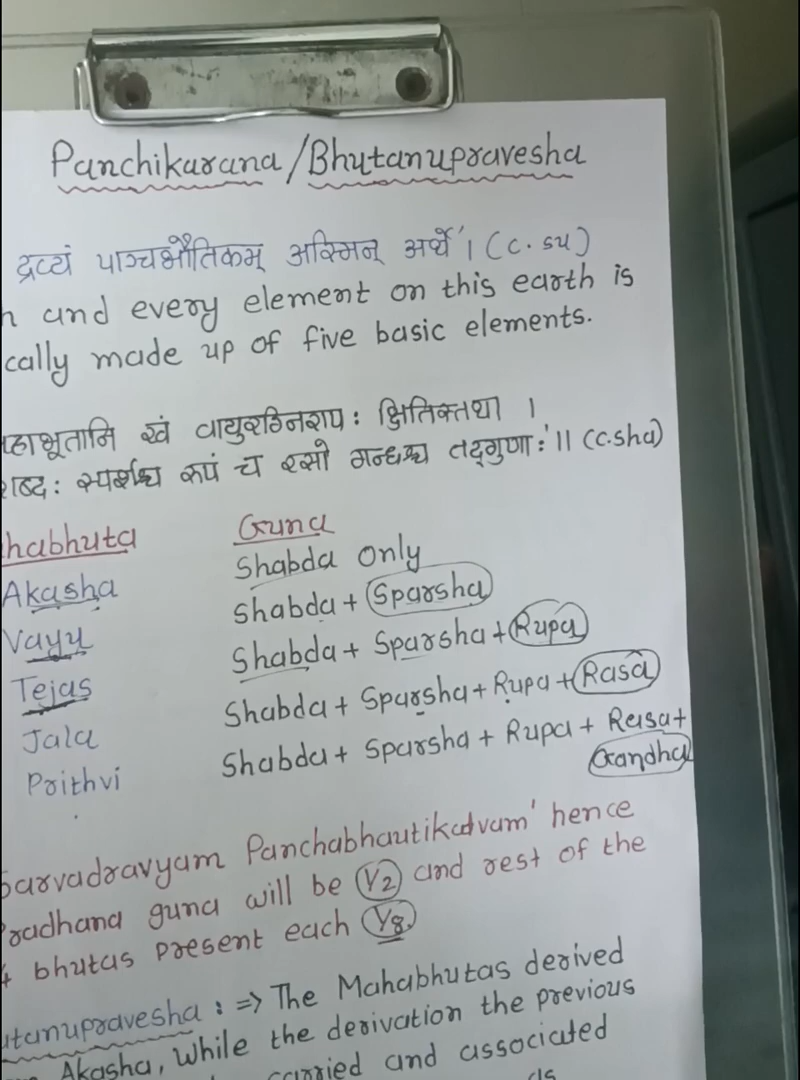 Panchikarana/Bhutanupravesha
द्रव्यं पाञ्चभौतिकम् अस्मिन् अर्थे'। (c. su)
and every element on this earth is
cally made up of five basic elements.
हाभूतानि खं वायुरग्निराप: क्षितिस्तथा ।
शब्द: स्पर्शश्च रूपं च रसो गन्धश्च तद्‌गुणा:'।। (c.sha)
habhuta Guna
Akasha Shabda only
Vayu Shabda + Sparsha
Tejas Shabda + Sparsha + Rupa
Jala Shabda + Sparsha + Rupa + Rasa
Prithvi Shabda + Sparsha + Rupa + Rasa +
Gandha
Sarvadravyam Panchabhautikatvam' hence
Pradhana guna will be 1/2 and rest of the
4 bhutas present each 1/8
utanupravesha : => The Mahabhutas derived
Akasha, While the derivation the previous
carried and associated